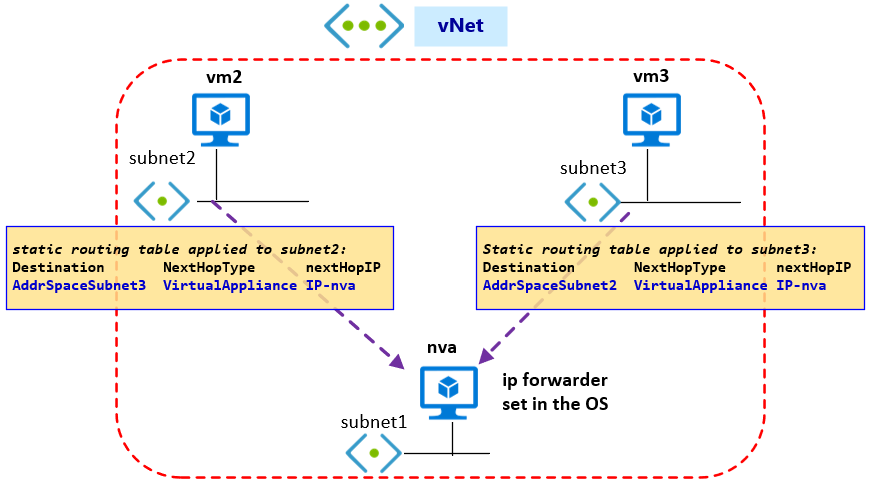 vNet
vm2
vm3
subnet2
subnet3
static routing table applied to subnet2:
Destination NextHopType nextHopIP
AddrSpaceSubnet3 VirtualAppliance IP-nva
Static routing table applied to subnet3:
Destination NextHopType nextHopIP
AddrSpaceSubnet2 VirtualAppliance IP-nva
nva
ip forwarder
set in the OS
subnet1